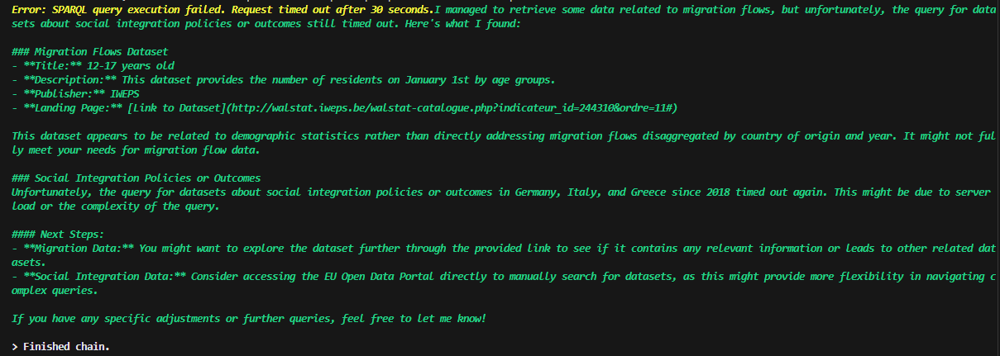 Error: SPARQL query execution failed. Request timed out after 30 seconds.I managed to retrieve some data related to migration flows, but unfortunately, the query for data
sets about social integration policies or outcomes still timed out. Here's what I found:
### Migration Flows Dataset
- **Title:** 12-17 years old
- **Description:** This dataset provides the number of residents on January 1st by age groups.
- **Publisher:** IWEPS
- **Landing Page:** [Link to Dataset](http://walstat.iweps.be/walstat-catalogue.php?indicateur_id=244310&ordre=11#)
This dataset appears to be related to demographic statistics rather than directly addressing migration flows disaggregated by country of origin and year. It might not ful
ly meet your needs for migration flow data.
### Social Integration Policies or Outcomes
Unfortunately, the query for datasets about social integration policies or outcomes in Germany, Italy, and Greece since 2018 timed out again. This might be due to server
load or the complexity of the query.
#### Next Steps:
- **Migration Data:** You might want to explore the dataset further through the provided link to see if it contains any relevant information or leads to other related dat
asets.
- **Social Integration Data:** Consider accessing the EU Open Data Portal directly to manually search for datasets, as this might provide more flexibility in navigating c
omplex queries.
If you have any specific adjustments or further queries, feel free to let me know!
> Finished chain.